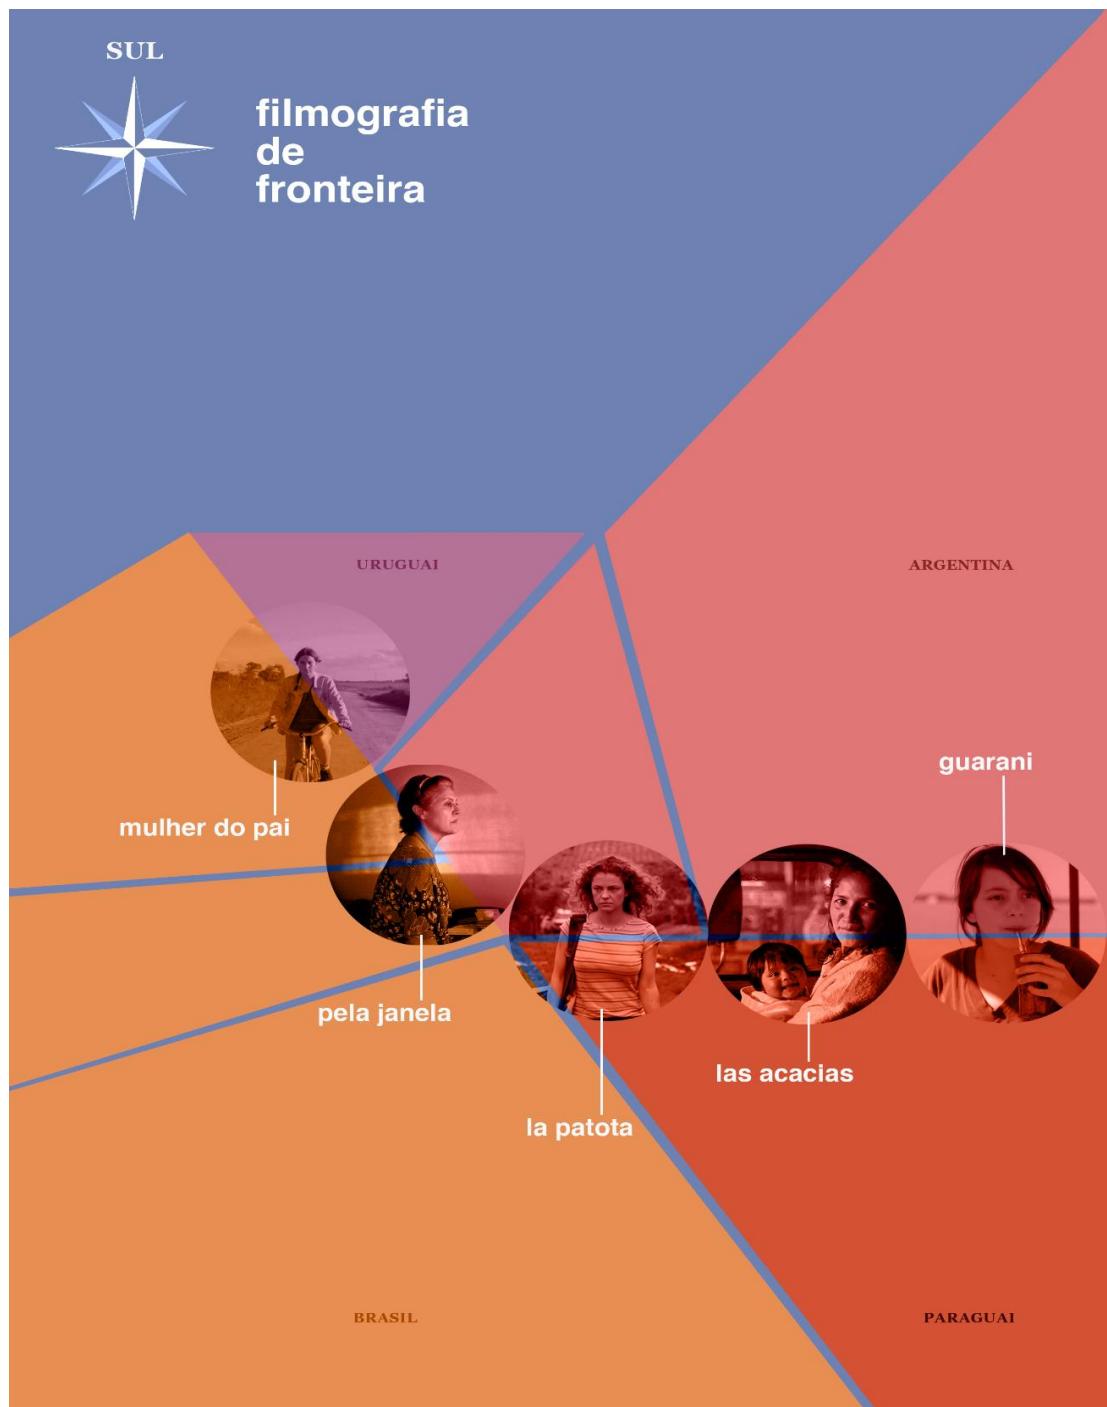 SUL
filmografia
de
fronteira
URUGUAI
ARGENTINA
guarani
mulher do pai
pela janela
las acacias
la patota
BRASIL
PARAGUAI